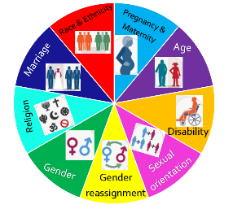 Race & Ethnicity
Pregnancy &
Maternity
Age
Disability
Sexual
orientation
Gender
reassignment
Gender
Religion
Marriage